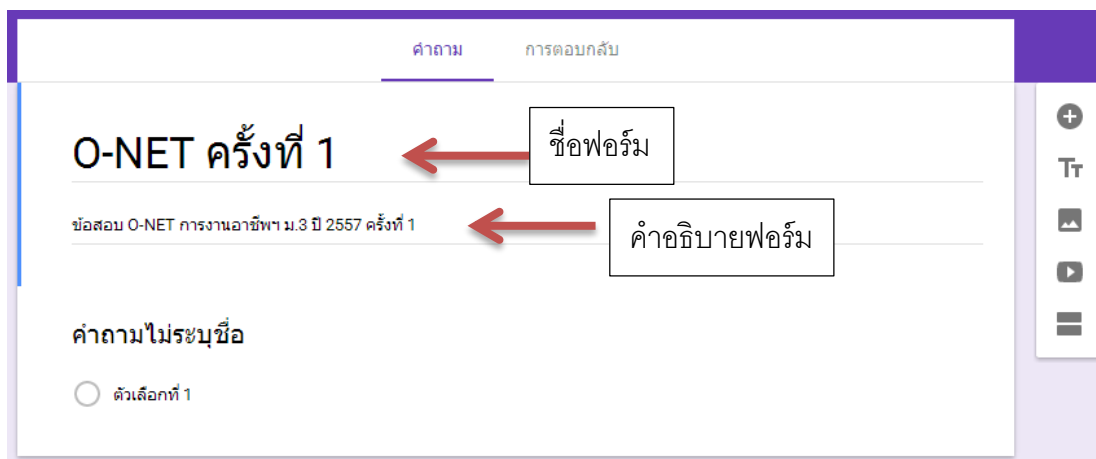 คำถาม การตอบกลับ
O-NET ครั้งที่ 1
ชื่อฟอร์ม
ข้อสอบ O-NET การงานอาชีพฯ ม.3 ปี 2557 ครั้งที่ 1
คำอธิบายฟอร์ม
คำถามไม่ระบุชื่อ
ตัวเลือกที่ 1
Tт